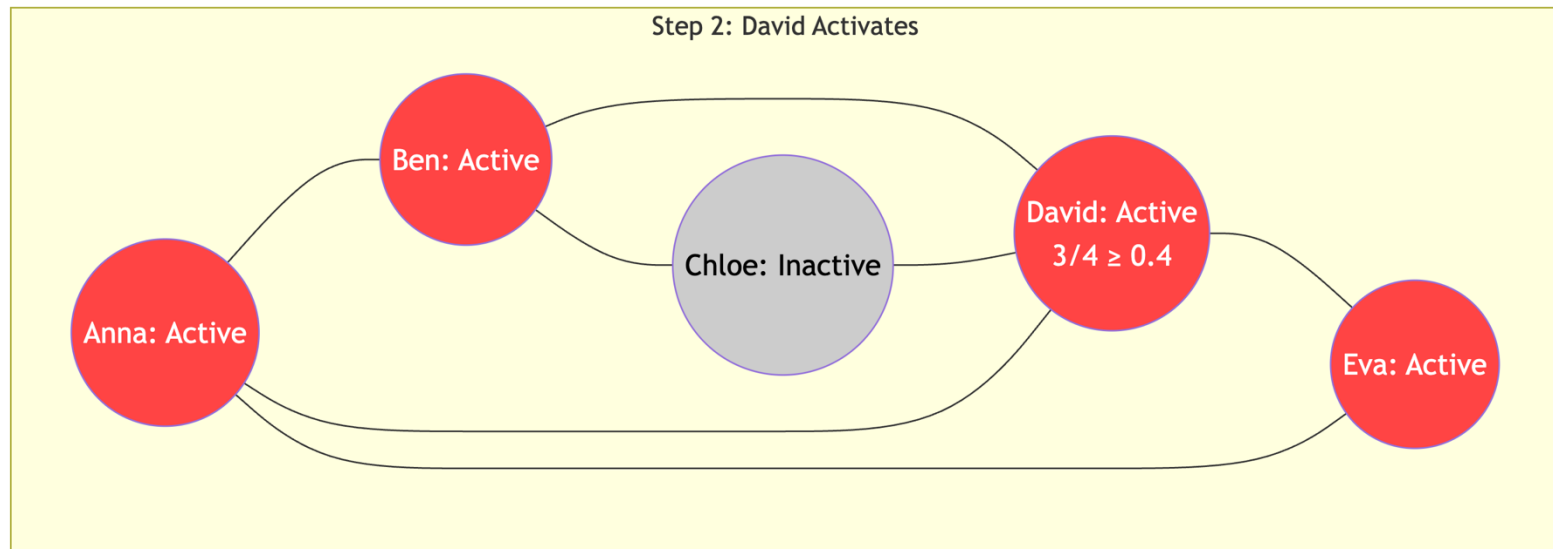 Step 2: David Activates
Ben: Active
David: Active
3/4 ≥ 0.4
Chloe: Inactive
Anna: Active
Eva: Active